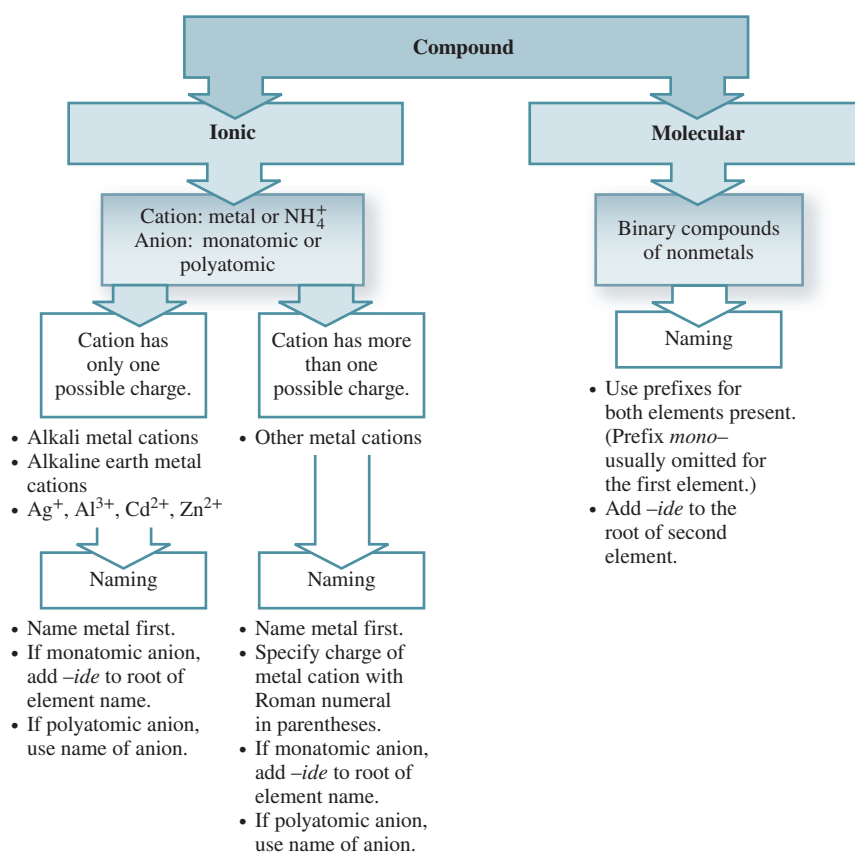 Compound
Ionic
Molecular
Cation: metal or NH₄⁺
Anion: monatomic or
polyatomic
Binary compounds
of nonmetals
Cation has
only one
possible charge.
Cation has more
than one
possible charge.
Naming
• Use prefixes for
both elements present.
(Prefix mono–
usually omitted for
the first element.)
• Add –ide to the
root of second
element.
• Alkali metal cations
• Alkaline earth metal
cations
• Ag⁺, Al³⁺, Cd²⁺, Zn²⁺
• Other metal cations
Naming
• Name metal first.
• If monatomic anion,
add –ide to root of
element name.
• If polyatomic anion,
use name of anion.
Naming
• Name metal first.
• Specify charge of
metal cation with
Roman numeral
in parentheses.
• If monatomic anion,
add –ide to root of
element name.
• If polyatomic anion,
use name of anion.